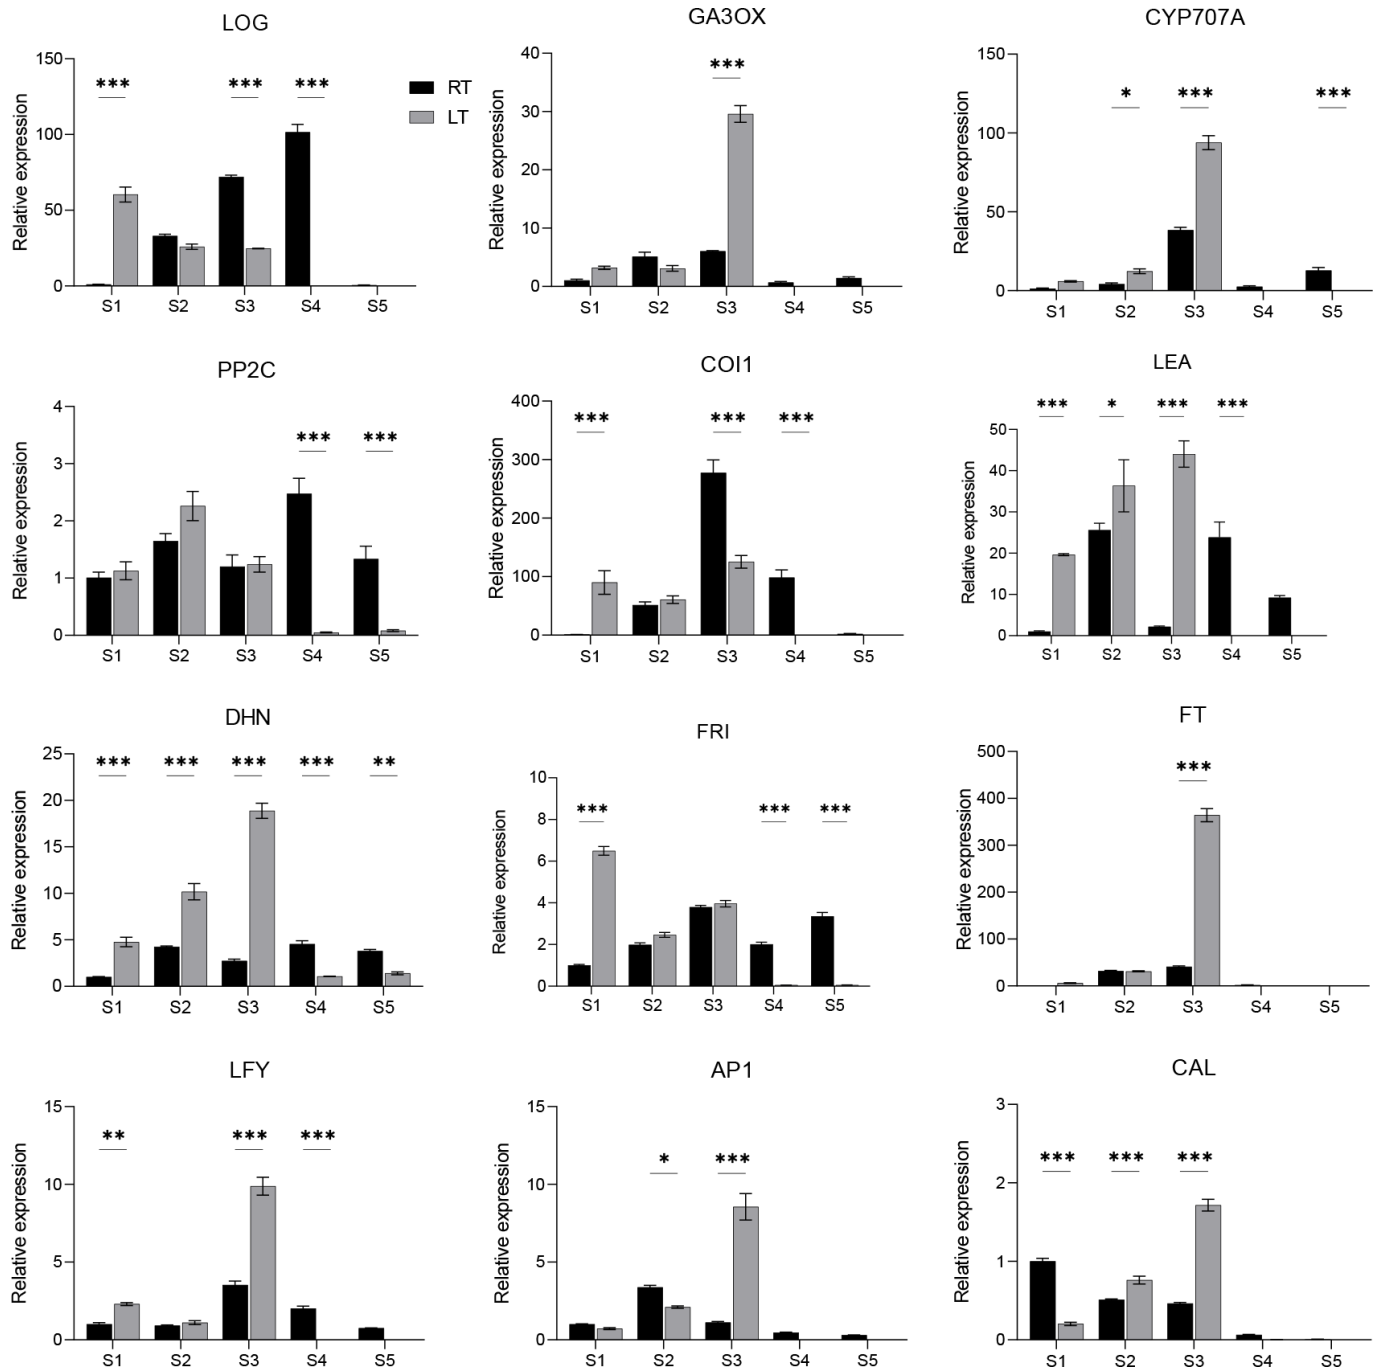 LOG
150
100
50
0
Relative expression
*** *** ***
S1 S2 S3 S4 S5
RT
LT
GA3OX
40
30
20
10
0
Relative expression
***
S1 S2 S3 S4 S5
CYP707A
150
100
50
0
Relative expression
* *** ***
S1 S2 S3 S4 S5
PP2C
4
3
2
1
0
Relative expression
*** ***
S1 S2 S3 S4 S5
COI1
400
300
200
100
0
Relative expression
*** *** ***
S1 S2 S3 S4 S5
LEA
50
40
30
20
10
0
Relative expression
*** * *** ***
S1 S2 S3 S4 S5
DHN
25
20
15
10
5
0
Relative expression
*** *** *** *** **
S1 S2 S3 S4 S5
FRI
10
8
6
4
2
0
Relative expression
*** *** ***
S1 S2 S3 S4 S5
FT
500
400
300
200
100
0
Relative expression
***
S1 S2 S3 S4 S5
LFY
15
10
5
0
Relative expression
** *** ***
S1 S2 S3 S4 S5
AP1
15
10
5
0
Relative expression
* ***
S1 S2 S3 S4 S5
CAL
3
2
1
0
Relative expression
*** *** ***
S1 S2 S3 S4 S5